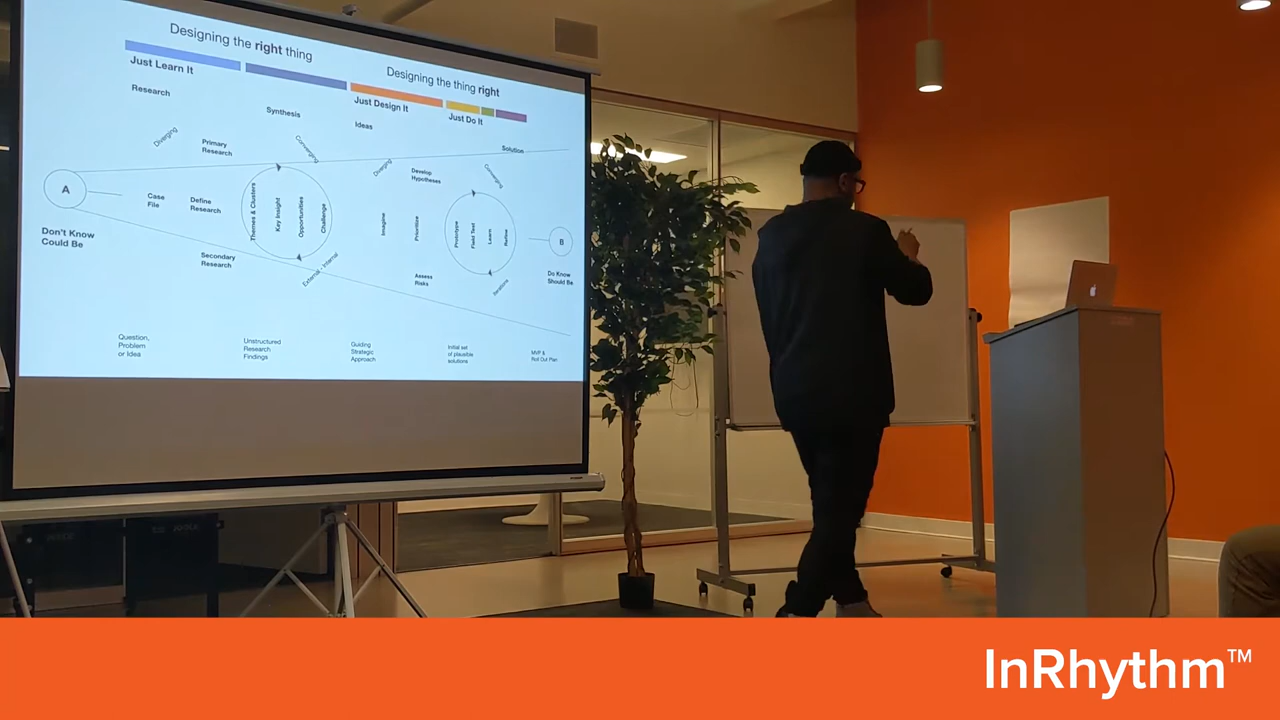 Designing the right thing
Designing the thing right
Just Learn It
Just Design It
Just Do It
Research
Synthesis
Ideas
Solution
Diverging
Primary
Research
Converging
Diverging
Develop
Hypotheses
Converging
A
Case
File
Define
Research
Themes & Clusters
Key Insight
Opportunities
Challenge
Imagine
Prioritize
Prototype
Field Test
Learn
Refine
B
Don't Know
Could Be
Secondary
Research
External - Internal
Assess
Risks
Iterations
Do Know
Should Be
Question,
Problem
or Idea
Unstructured
Research
Findings
Guiding
Strategic
Approach
Initial set
of plausible
solutions
MVP &
Roll Out Plan
InRhythm™